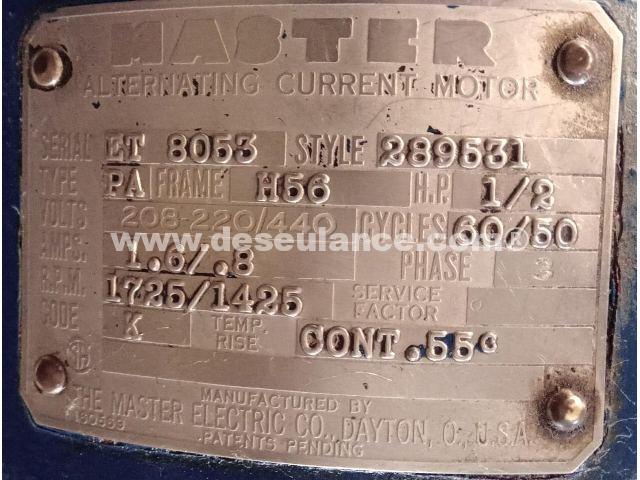 MASTER
ALTERNATING CURRENT MOTOR
SERIAL ET 8053 STYLE 289531
TYPE PA FRAME H56 H.P. 1/2
VOLTS 208-220/440 CYCLES 60/50
www.deseulance.com®
AMPS. 1.6/.8 PHASE 3
R.P.M. 1725/1425 SERVICE FACTOR
CODE K TEMP. RISE CONT.55c
MANUFACTURED BY
THE MASTER ELECTRIC CO., DAYTON, O., U.S.A.
PATENTS PENDING